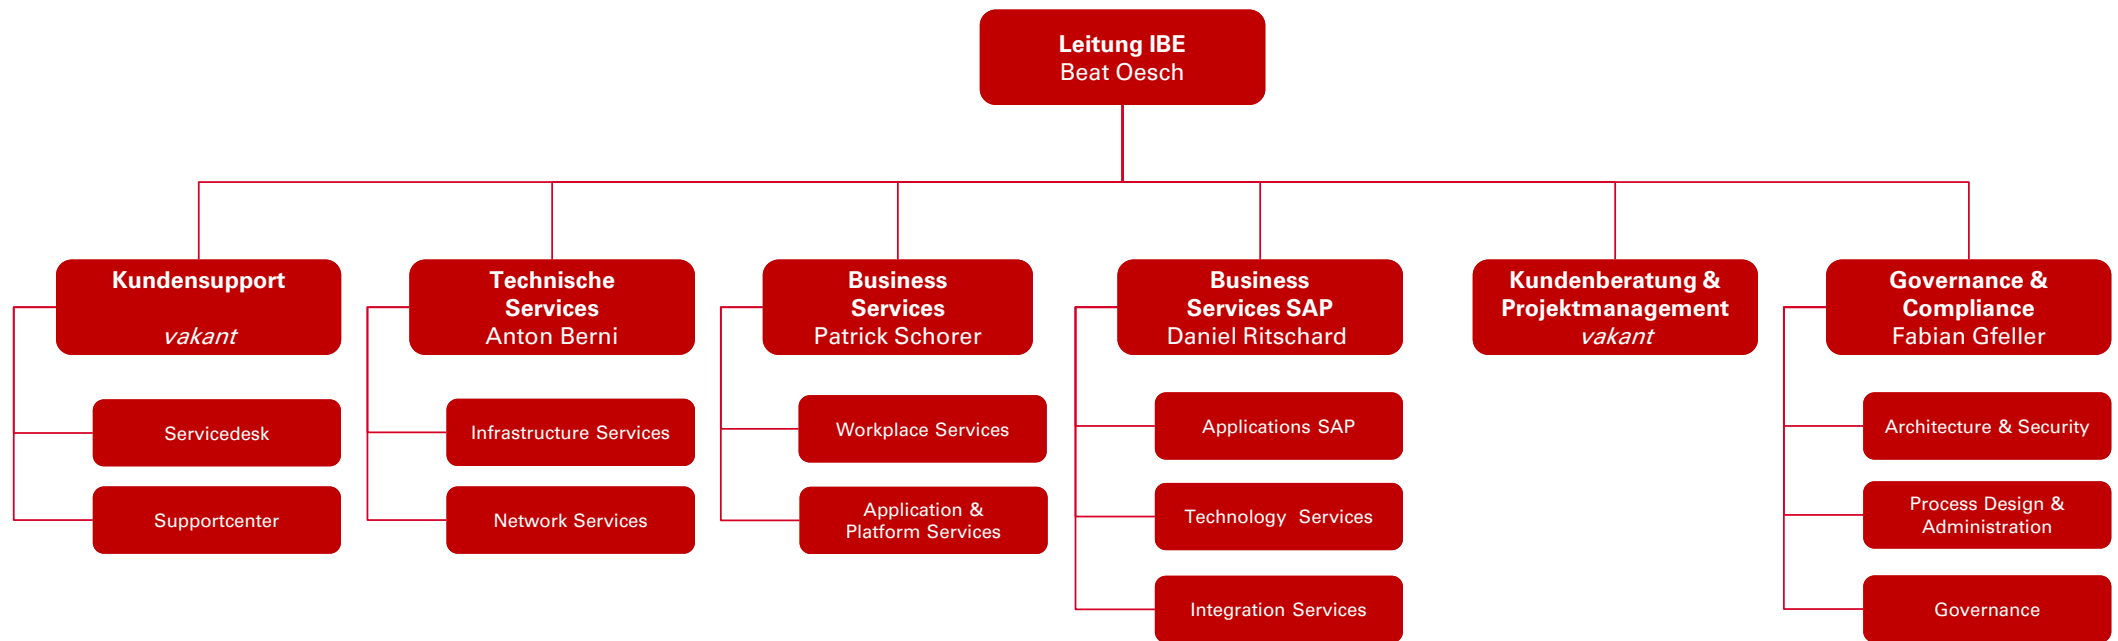 Leitung IBE
Beat Oesch
Kundensupport
vakant
Technische
Services
Anton Berni
Business
Services
Patrick Schorer
Business
Services SAP
Daniel Ritschard
Kundenberatung &
Projektmanagement
vakant
Governance &
Compliance
Fabian Gfeller
Servicedesk
Supportcenter
Infrastructure Services
Network Services
Workplace Services
Application &
Platform Services
Applications SAP
Technology Services
Integration Services
Architecture & Security
Process Design &
Administration
Governance